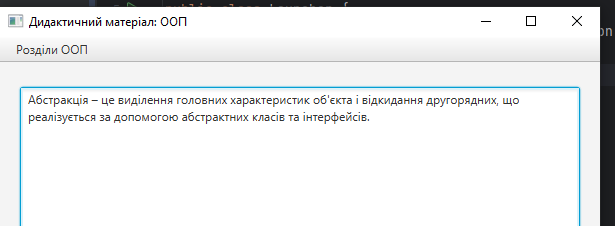 Дидактичний матеріал: ООП
Розділи ООП
Абстракція – це виділення головних характеристик об'єкта і відкидання другорядних, що
реалізується за допомогою абстрактних класів та інтерфейсів.